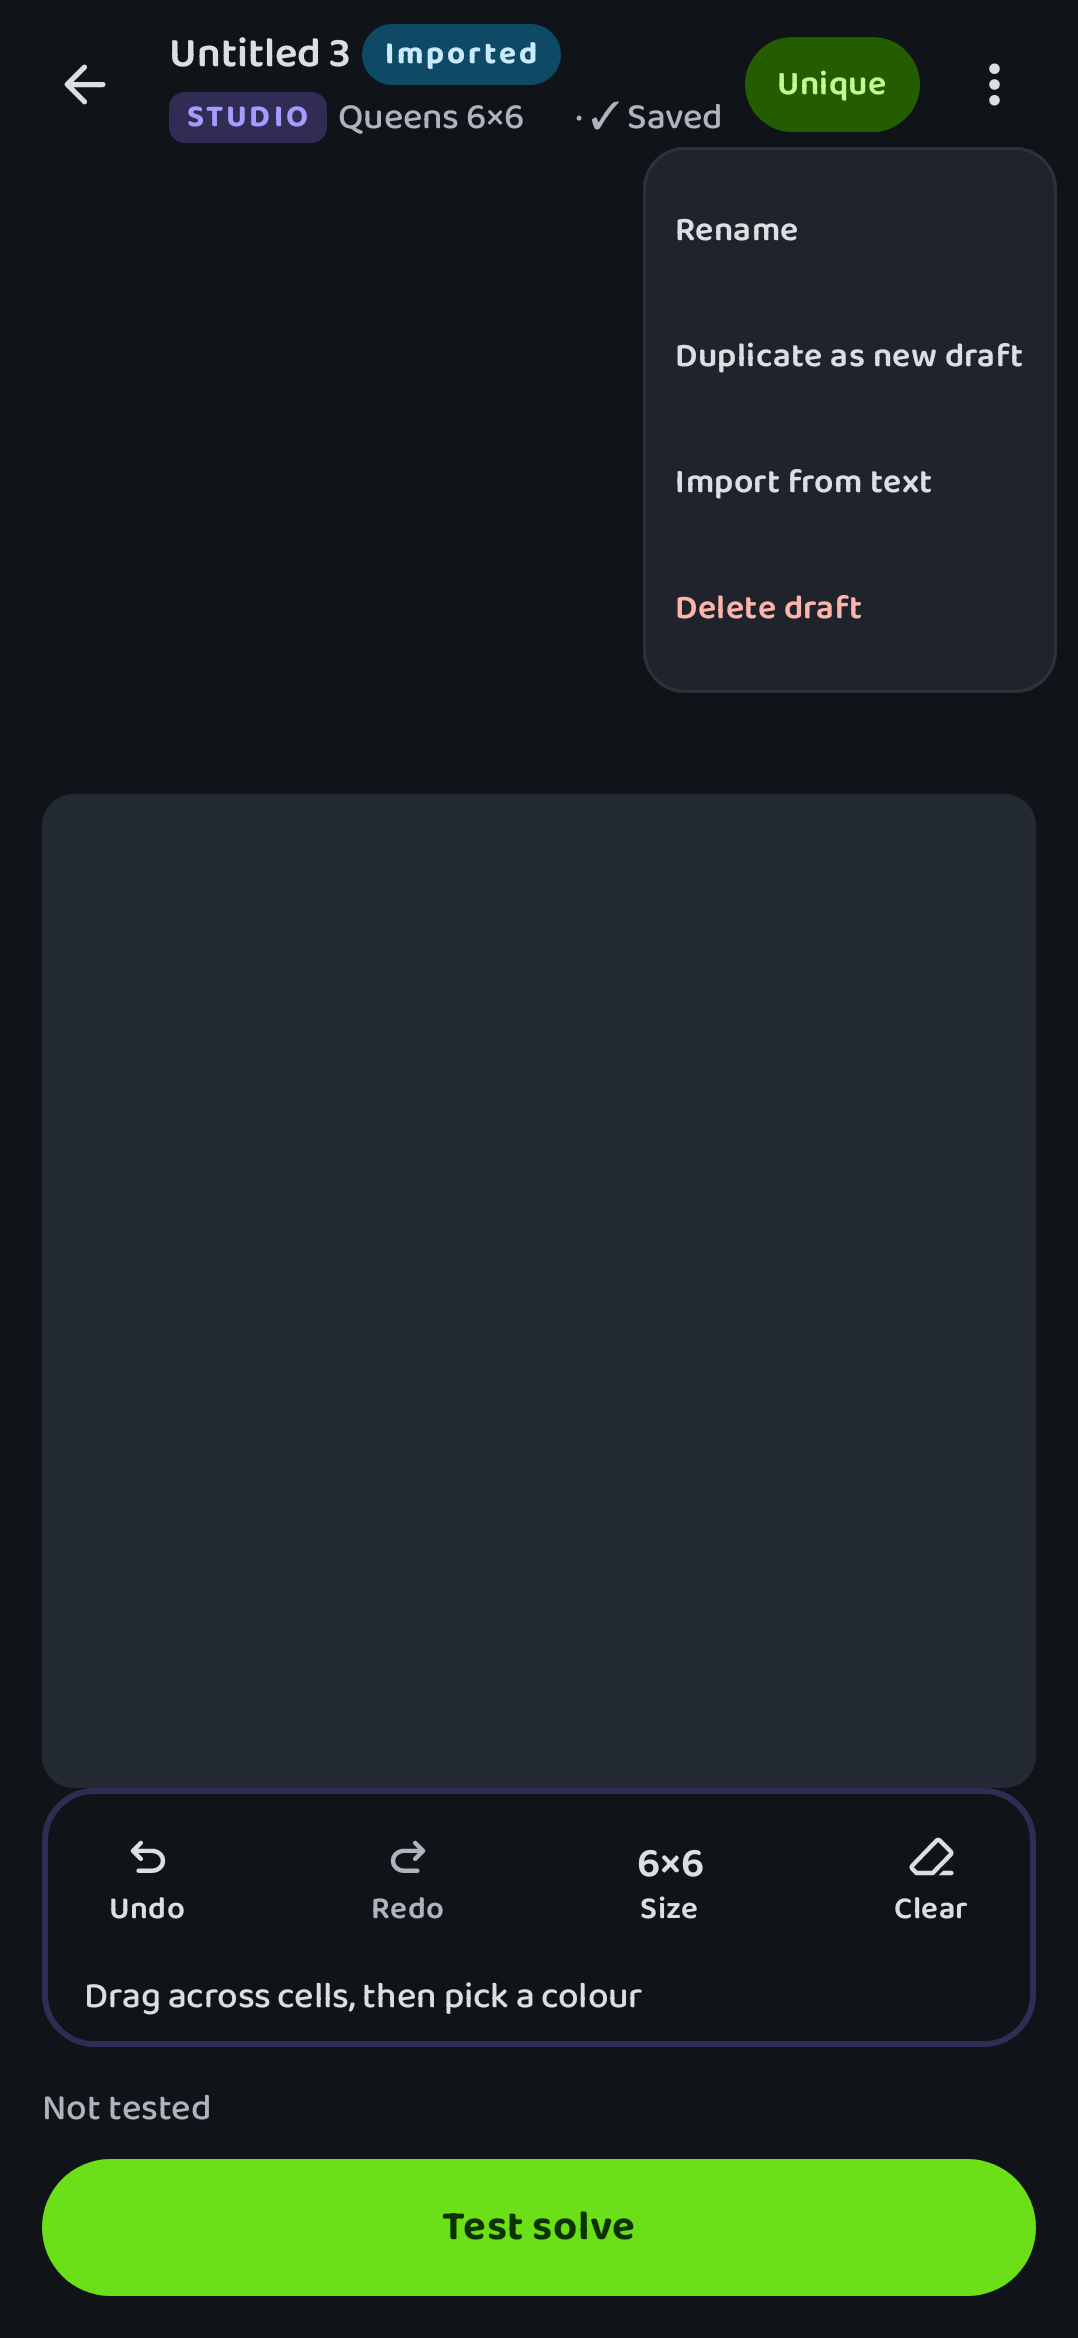 Untitled 3 Imported
STUDIO Queens 6×6 · ✓ Saved
Unique
Rename
Duplicate as new draft
Import from text
Delete draft
Undo
Redo
6×6
Size
Clear
Drag across cells, then pick a colour
Not tested
Test solve